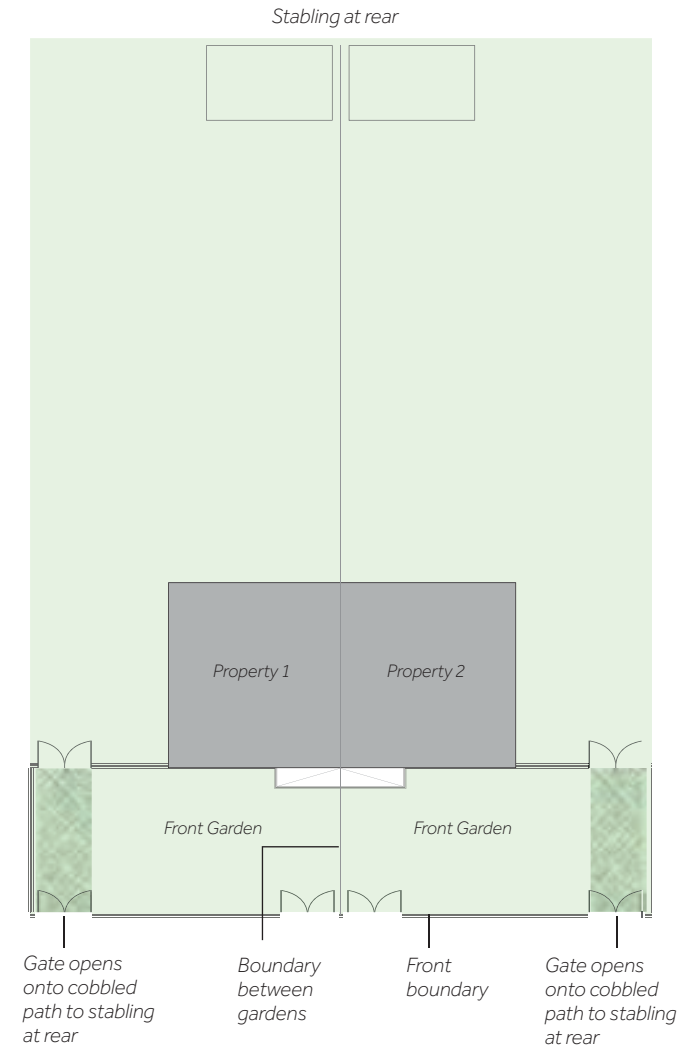 Stabling at rear
Property 1
Property 2
Front Garden
Front Garden
Gate opens
onto cobbled
path to stabling
at rear
Boundary
between
gardens
Front
boundary
Gate opens
onto cobbled
path to stabling
at rear